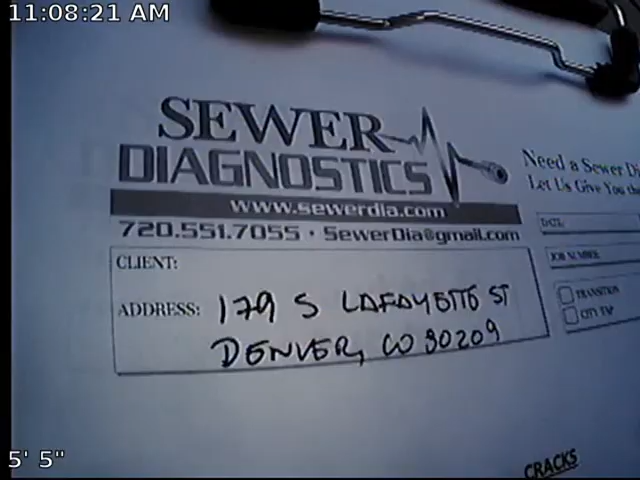 11:08:21 AM
SEWER
DIAGNOSTICS
www.sewerdia.com
720.551.7055 · SewerDia@gmail.com
Need a Sewer Di
Let Us Give You th
DATE:
JOB NUMBER:
TRANSITION
CITY TAP
CLIENT:
ADDRESS: 179 S LAFAYETTE ST
DENVER, CO 80209
CRACKS
5' 5"